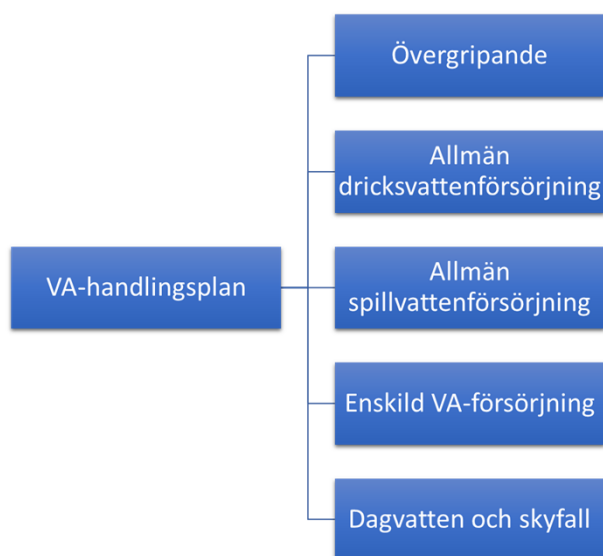 VA-handlingsplan
Övergripande
Allmän
dricksvattenförsörjning
Allmän
spillvattenförsörjning
Enskild VA-försörjning
Dagvatten och skyfall